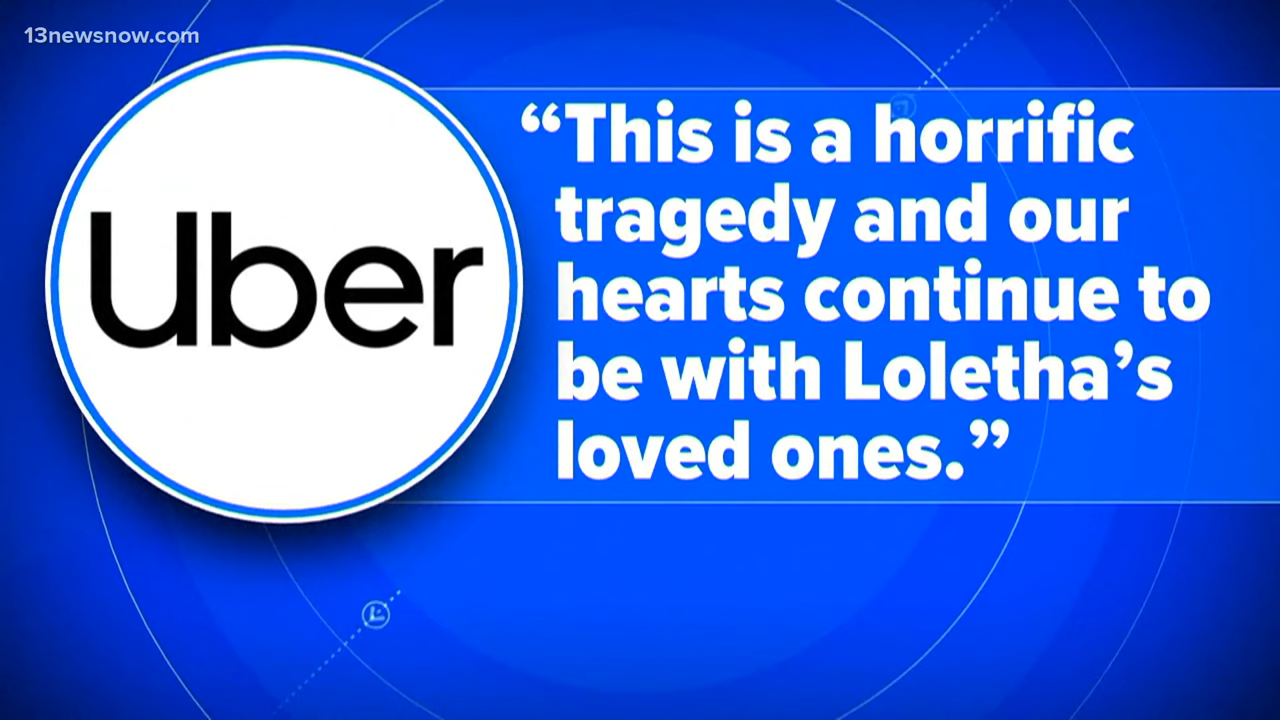 13newsnow.com
Uber
“This is a horrific
tragedy and our
hearts continue to
be with Loletha’s
loved ones.”